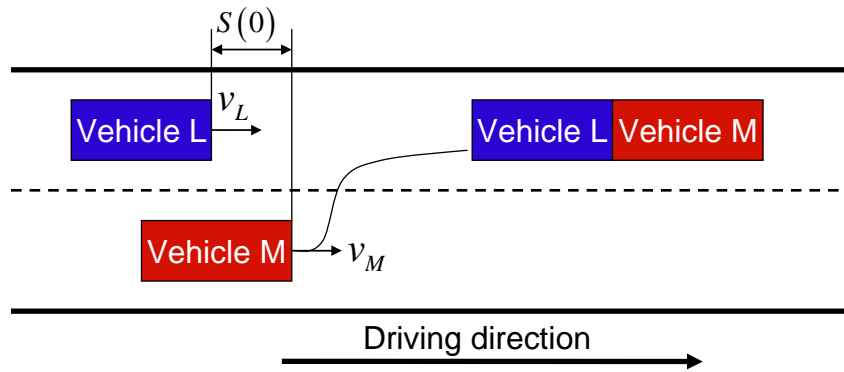 S(0)
v_L
Vehicle L
Vehicle L
Vehicle M
Vehicle M
v_M
Driving direction